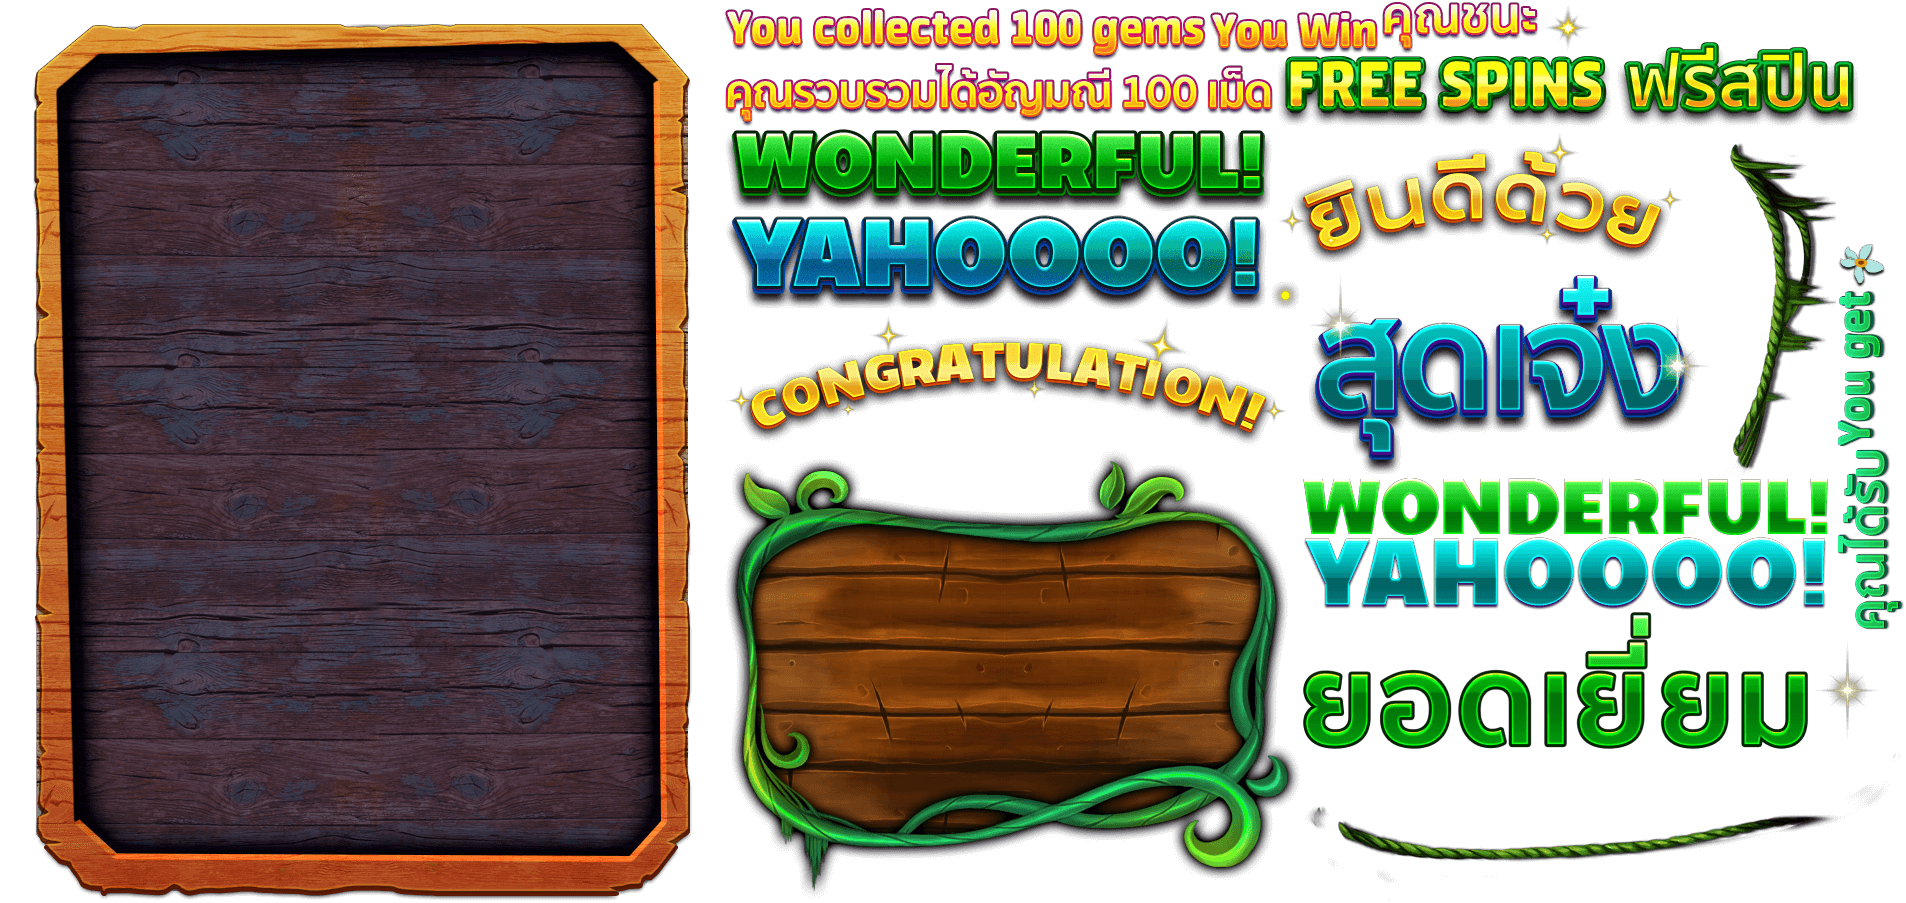 You collected 100 gems
You Win
คุณชนะ
คุณรวบรวมได้อัญมณี 100 เม็ด
FREE SPINS
ฟรีสปิน
WONDERFUL!
YAHOOOO!
ยินดีด้วย
CONGRATULATION!
สุดเจ๋ง
WONDERFUL!
YAHOOOO!
ยอดเยี่ยม
You get
คุณได้รับ